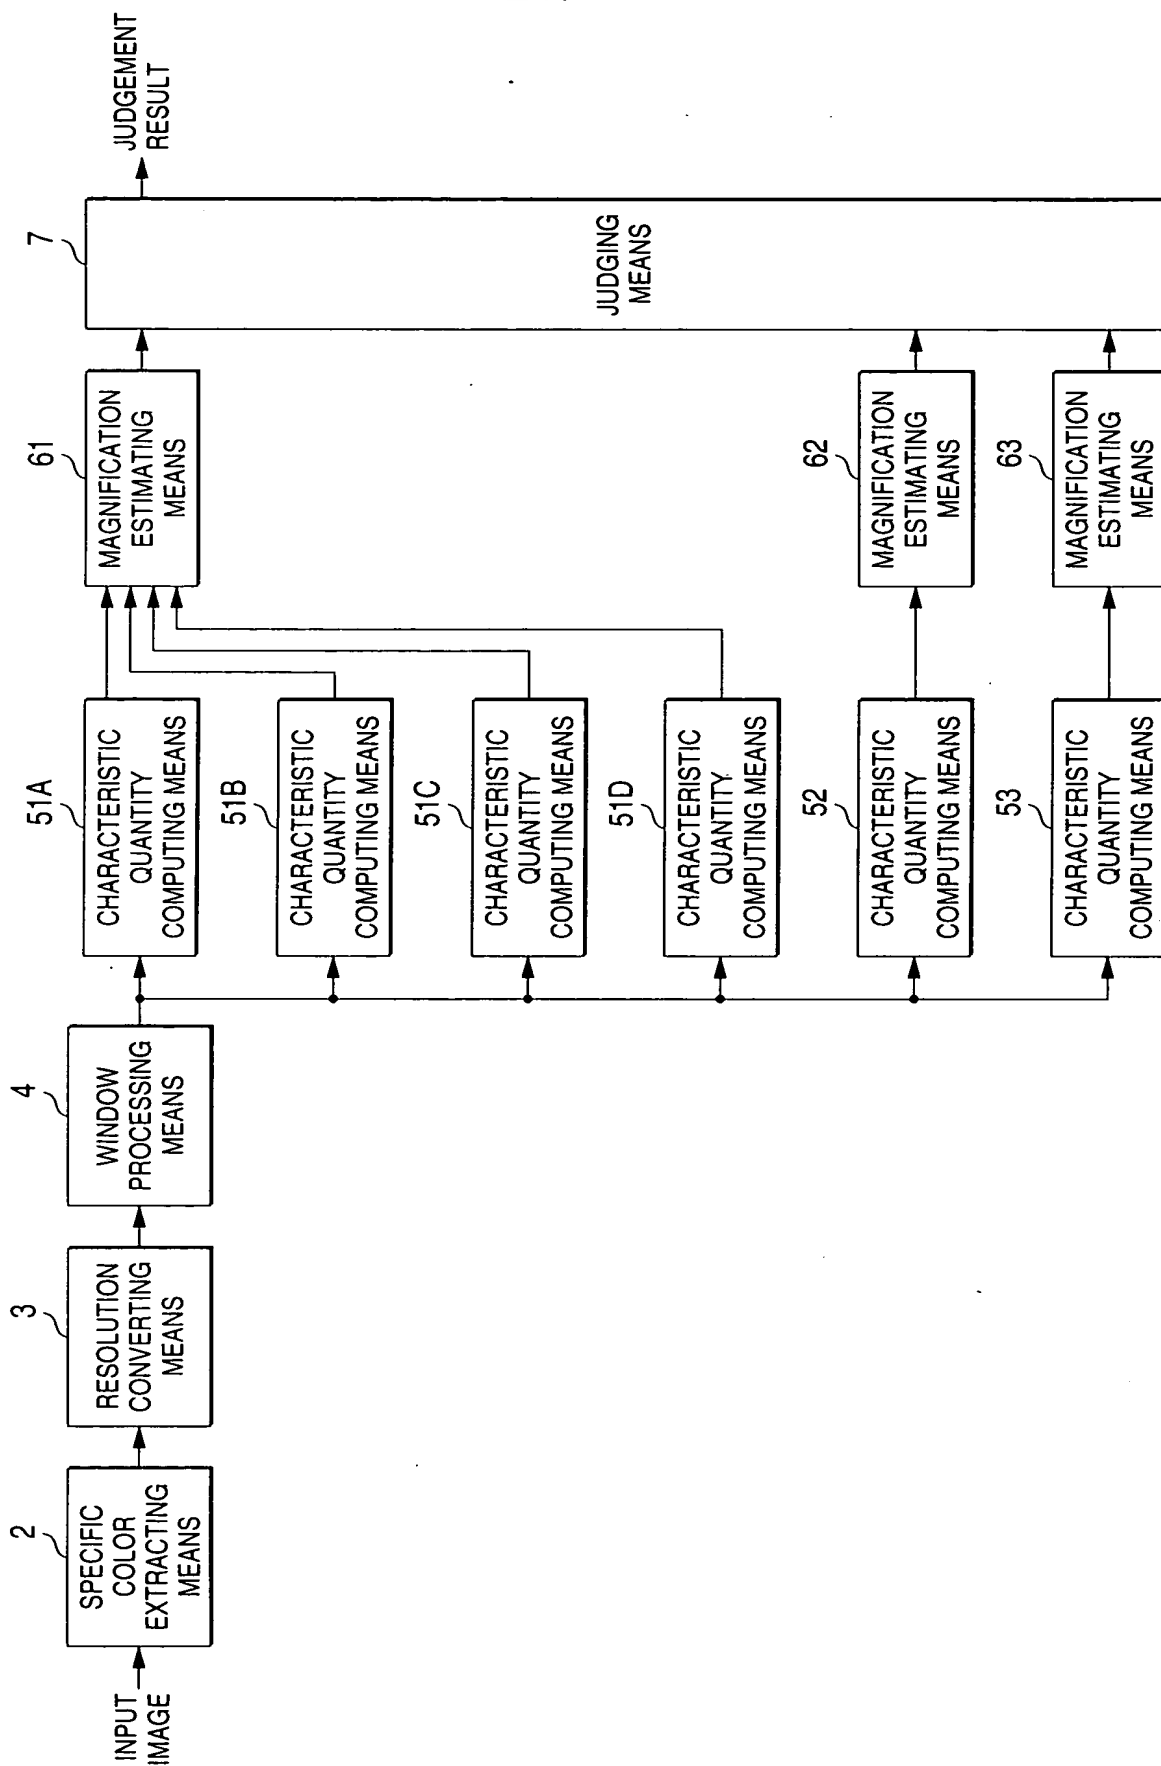 INPUT
IMAGE
2
SPECIFIC
COLOR
EXTRACTING
MEANS
3
RESOLUTION
CONVERTING
MEANS
4
WINDOW
PROCESSING
MEANS
51A
CHARACTERISTIC
QUANTITY
COMPUTING MEANS
51B
CHARACTERISTIC
QUANTITY
COMPUTING MEANS
51C
CHARACTERISTIC
QUANTITY
COMPUTING MEANS
51D
CHARACTERISTIC
QUANTITY
COMPUTING MEANS
52
CHARACTERISTIC
QUANTITY
COMPUTING MEANS
53
CHARACTERISTIC
QUANTITY
COMPUTING MEANS
61
MAGNIFICATION
ESTIMATING
MEANS
62
MAGNIFICATION
ESTIMATING
MEANS
63
MAGNIFICATION
ESTIMATING
MEANS
7
JUDGING
MEANS
JUDGEMENT
RESULT